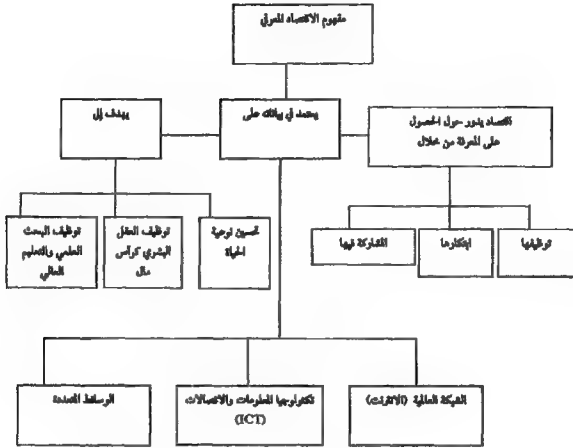 مفهوم الاقتصاد المعرفي
اقتصاد يدور حول الحصول
على المعرفة من خلال
يعتمد في بياناته على
يهدف إلى
توظيفها
ابتكارها
المشاركة فيها
تحسين نوعية
الحياة
توظيف العقل
البشري كرأس
مال
توظيف البحث
العلمي والتعليم
العالي
الشبكة العالمية (الانترنت)
تكنولوجيا المعلومات والاتصالات
(ICT)
الوسائط المتعددة